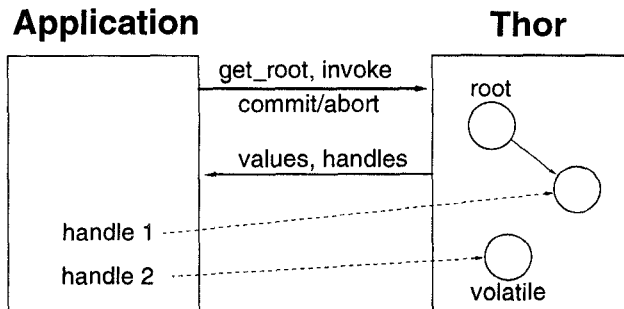 Application
Thor
get_root, invoke
commit/abort
root
values, handles
handle 1
handle 2
volatile